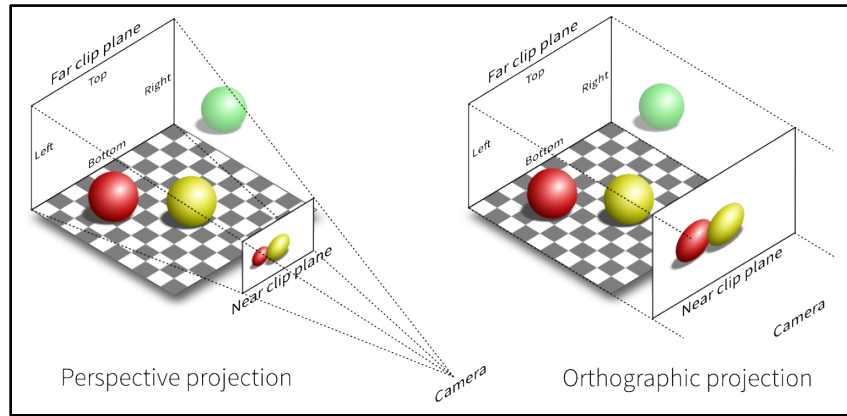 Far clip plane
Top
Right
Left
Bottom
Near clip plane
Camera
Perspective projection
Far clip plane
Top
Right
Left
Bottom
Near clip plane
Camera
Orthographic projection